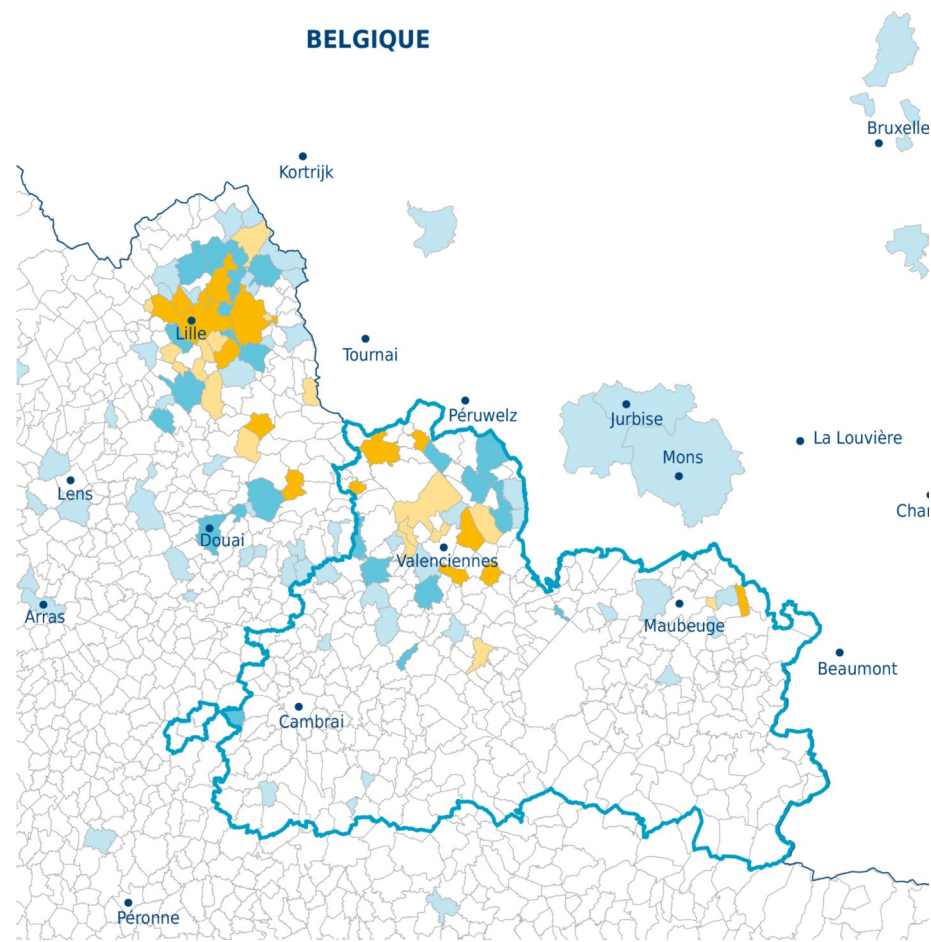 BELGIQUE
Bruxelle
Kortrijk
Lille
Tournai
Péruwelz
Jurbise
La Louvière
Mons
Lens
Char
Douai
Valenciennes
Arras
Maubeuge
Beaumont
Cambrai
Péronne